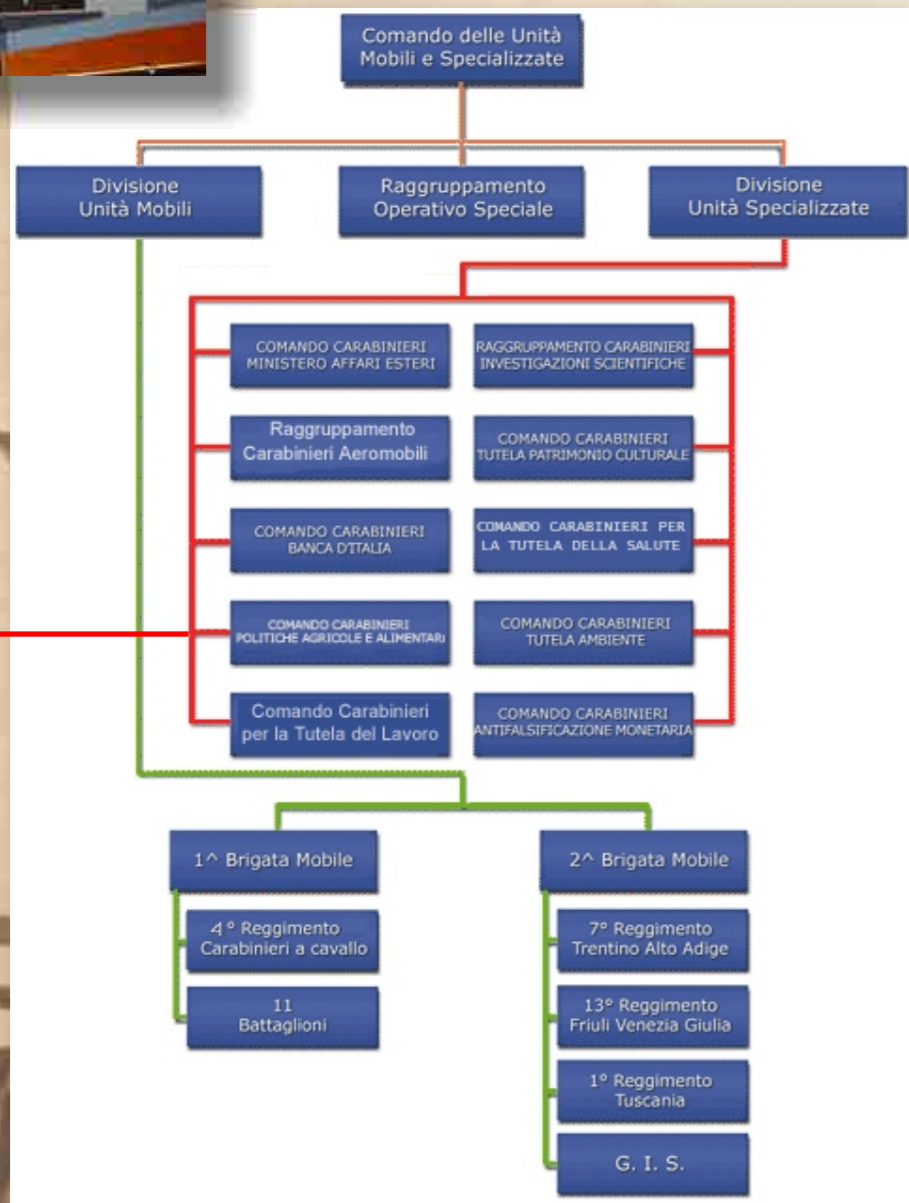 Comando delle Unità
Mobili e Specializzate
Divisione
Unità Mobili
Raggruppamento
Operativo Speciale
Divisione
Unità Specializzate
COMANDO CARABINIERI
MINISTERO AFFARI ESTERI
RAGGRUPPAMENTO CARABINIERI
INVESTIGAZIONI SCIENTIFICHE
Raggruppamento
Carabinieri Aeromobili
COMANDO CARABINIERI
TUTELA PATRIMONIO CULTURALE
COMANDO CARABINIERI
BANCA D'ITALIA
COMANDO CARABINIERI PER
LA TUTELA DELLA SALUTE
COMANDO CARABINIERI
POLITICHE AGRICOLE E ALIMENTARI
COMANDO CARABINIERI
TUTELA AMBIENTE
Comando Carabinieri
per la Tutela del Lavoro
COMANDO CARABINIERI
ANTIFALSIFICAZIONE MONETARIA
1^ Brigata Mobile
4° Reggimento
Carabinieri a cavallo
11
Battaglioni
2^ Brigata Mobile
7° Reggimento
Trentino Alto Adige
13° Reggimento
Friuli Venezia Giulia
1° Reggimento
Tuscania
G. I. S.